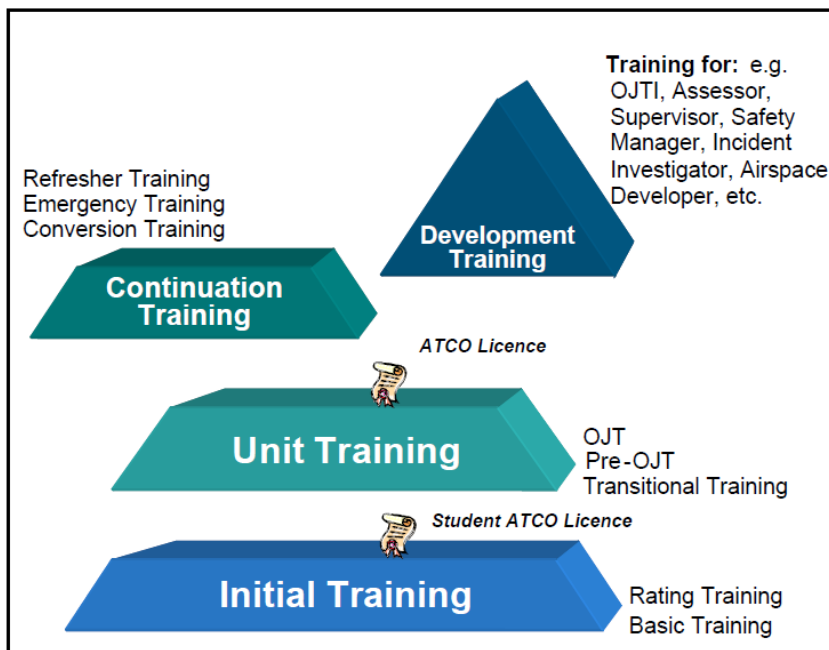 Training for: e.g.
OJTI, Assessor,
Supervisor, Safety
Manager, Incident
Investigator, Airspace
Developer, etc.
Development
Training
Refresher Training
Emergency Training
Conversion Training
Continuation
Training
ATCO Licence
Unit Training
OJT
Pre-OJT
Transitional Training
Student ATCO Licence
Initial Training
Rating Training
Basic Training